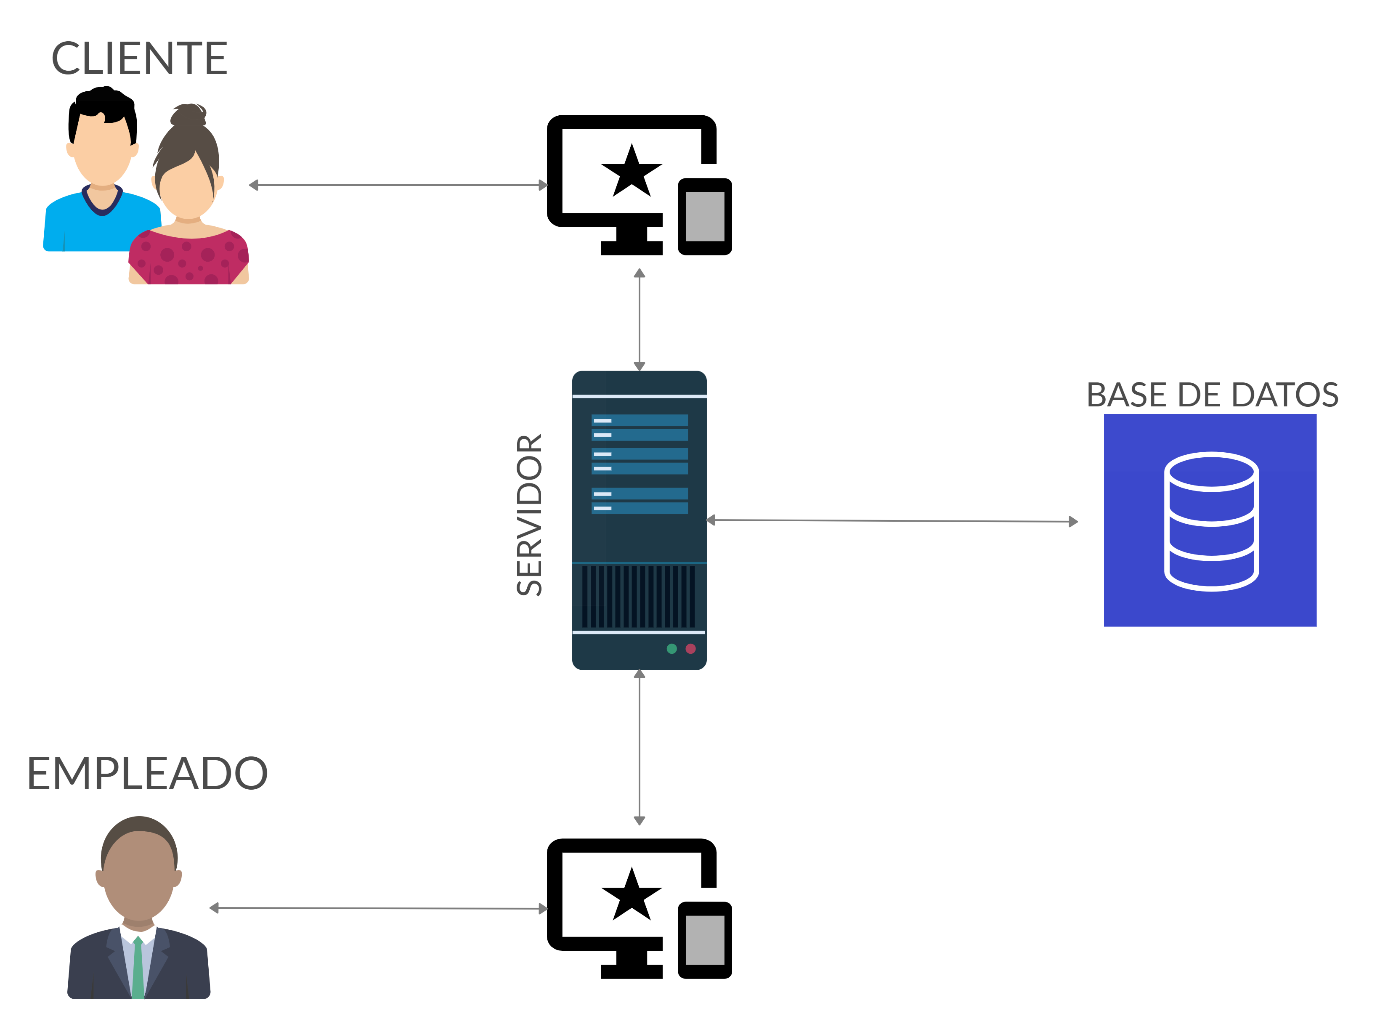 CLIENTE
BASE DE DATOS
SERVIDOR
EMPLEADO